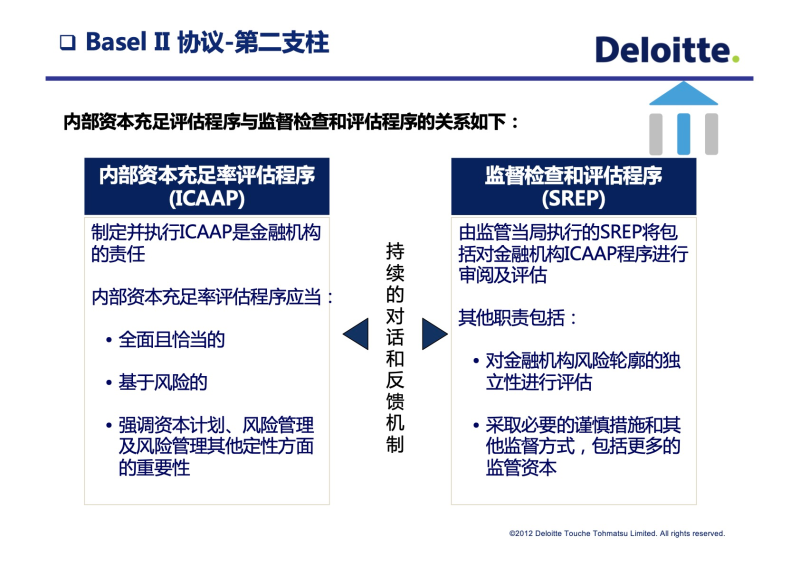 ❑ Basel II 协议-第二支柱
Deloitte.
内部资本充足评估程序与监督检查和评估程序的关系如下：
内部资本充足率评估程序
(ICAAP)
制定并执行ICAAP是金融机构
的责任
内部资本充足率评估程序应当：
• 全面且恰当的
• 基于风险的
• 强调资本计划、风险管理
及风险管理其他定性方面
的重要性
持
续
的
对
话
和
反
馈
机
制
监督检查和评估程序
(SREP)
由监管当局执行的SREP将包
括对金融机构ICAAP程序进行
审阅及评估
其他职责包括：
• 对金融机构风险轮廓的独
立性进行评估
• 采取必要的谨慎措施和其
他监督方式，包括更多的
监管资本
©2012 Deloitte Touche Tohmatsu Limited. All rights reserved.